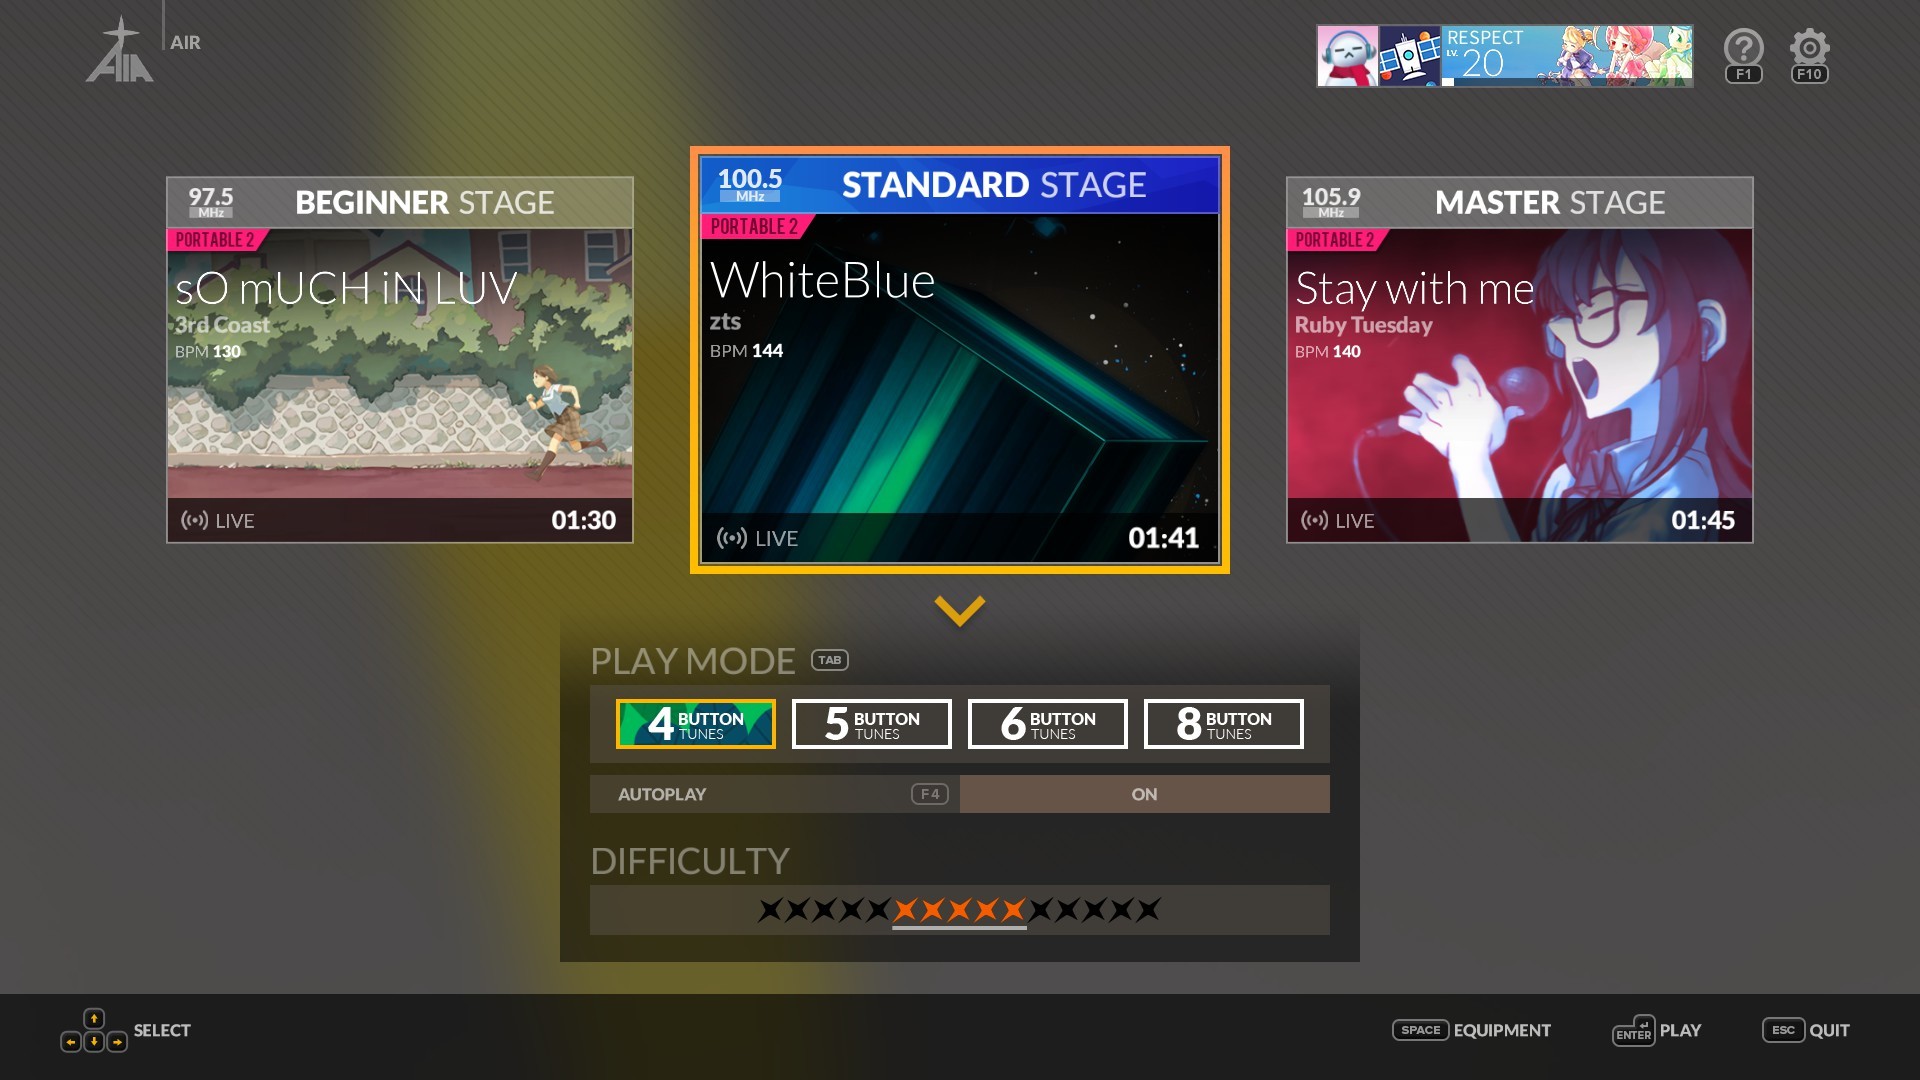 AIR
RESPECT
LV. 20
F1
F10
97.5 MHz
BEGINNER STAGE
PORTABLE 2
sO mUCH iN LUV
3rd Coast
BPM 130
LIVE
01:30
100.5 MHz
STANDARD STAGE
PORTABLE 2
WhiteBlue
zts
BPM 144
LIVE
01:41
105.9 MHz
MASTER STAGE
PORTABLE 2
Stay with me
Ruby Tuesday
BPM 140
LIVE
01:45
PLAY MODE TAB
4 BUTTON TUNES
5 BUTTON TUNES
6 BUTTON TUNES
8 BUTTON TUNES
AUTOPLAY F4 ON
DIFFICULTY
SELECT
SPACE EQUIPMENT
ENTER PLAY
ESC QUIT